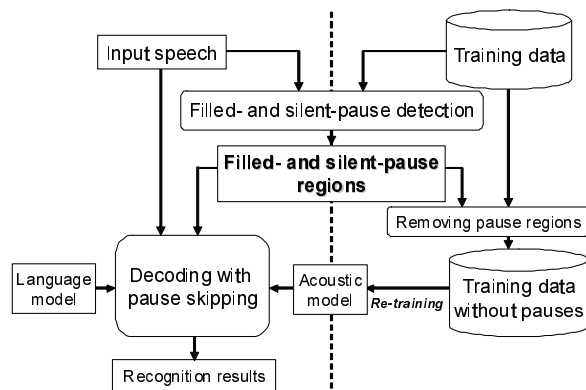 Input speech
Training data
Filled- and silent-pause detection
Filled- and silent-pause
regions
Removing pause regions
Language
model
Decoding with
pause skipping
Acoustic
model
Re-training
Training data
without pauses
Recognition results